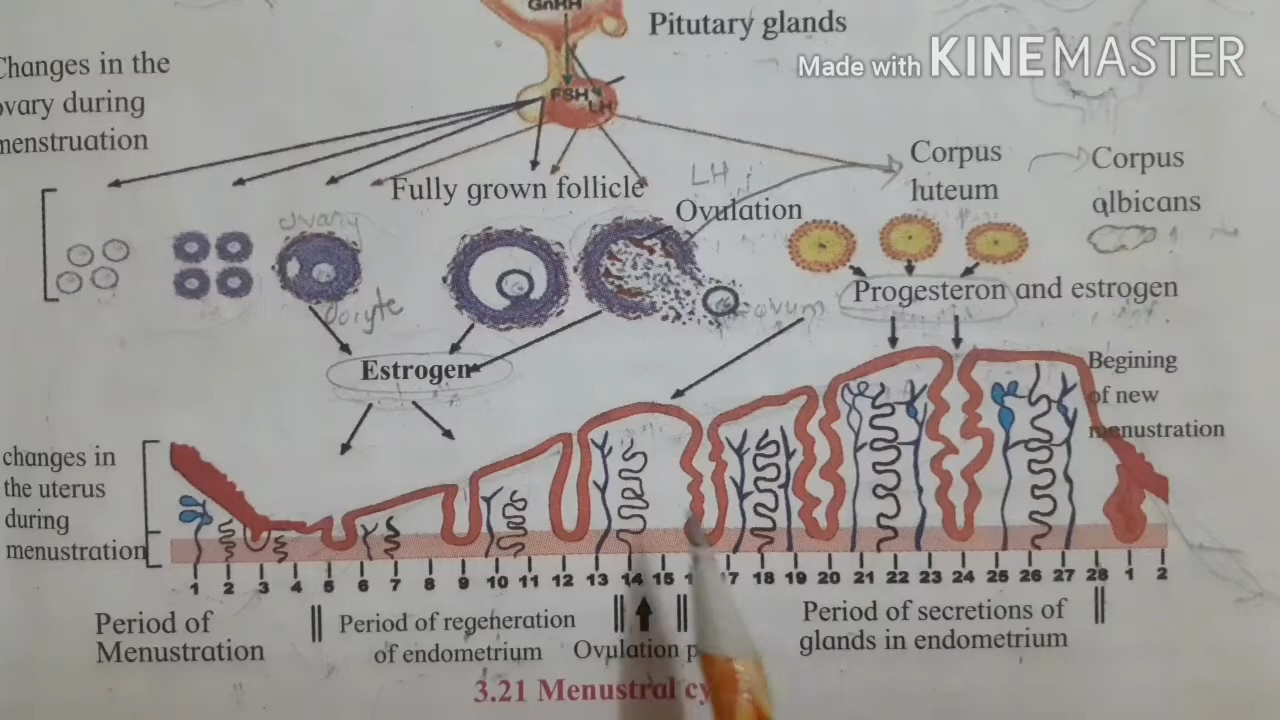 GnRH
Pitutary glands
Made with KINEMASTER
Changes in the
ovary during
menstruation
FSH
LH
Corpus
luteum
Corpus
albicans
Fully grown follicle
LH
Ovulation
ovary
oocyte
ovum
Progesteron and estrogen
Estrogen
Begining
of new
menustration
changes in
the uterus
during
menustration
1 2 3 4 5 6 7 8 9 10 11 12 13 14 15 17 18 19 20 21 22 23 24 25 26 27 28 1 2
Period of
Menustration
Period of regeheration
of endometrium
Ovulation p
Period of secretions of
glands in endometrium
3.21 Menustral cy